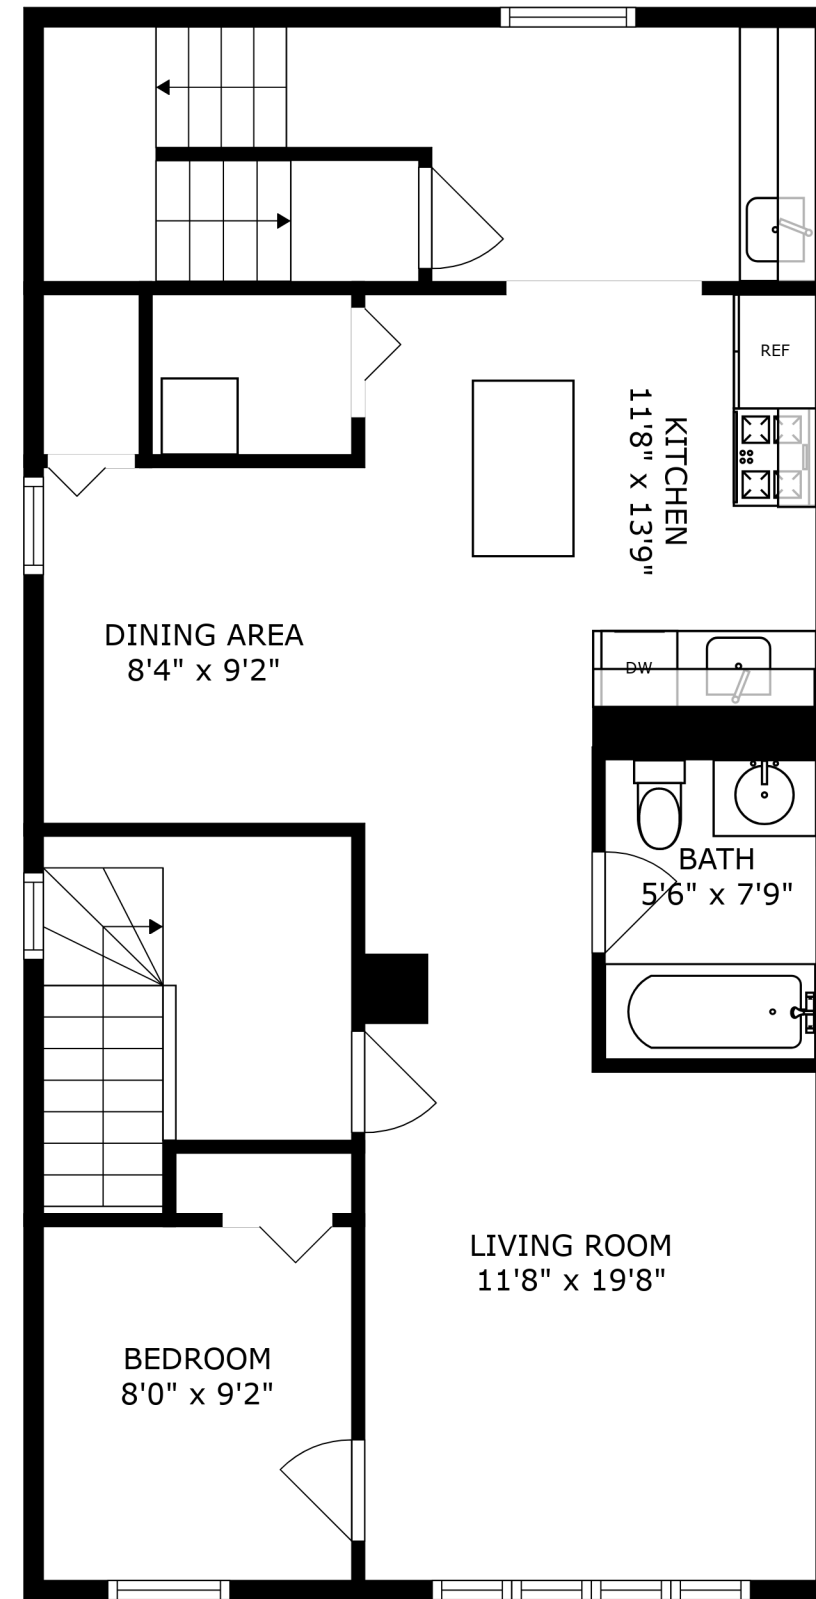 REF
KITCHEN
11'8" x 13'9"
DINING AREA
8'4" x 9'2"
DW
BATH
5'6" x 7'9"
LIVING ROOM
11'8" x 19'8"
BEDROOM
8'0" x 9'2"